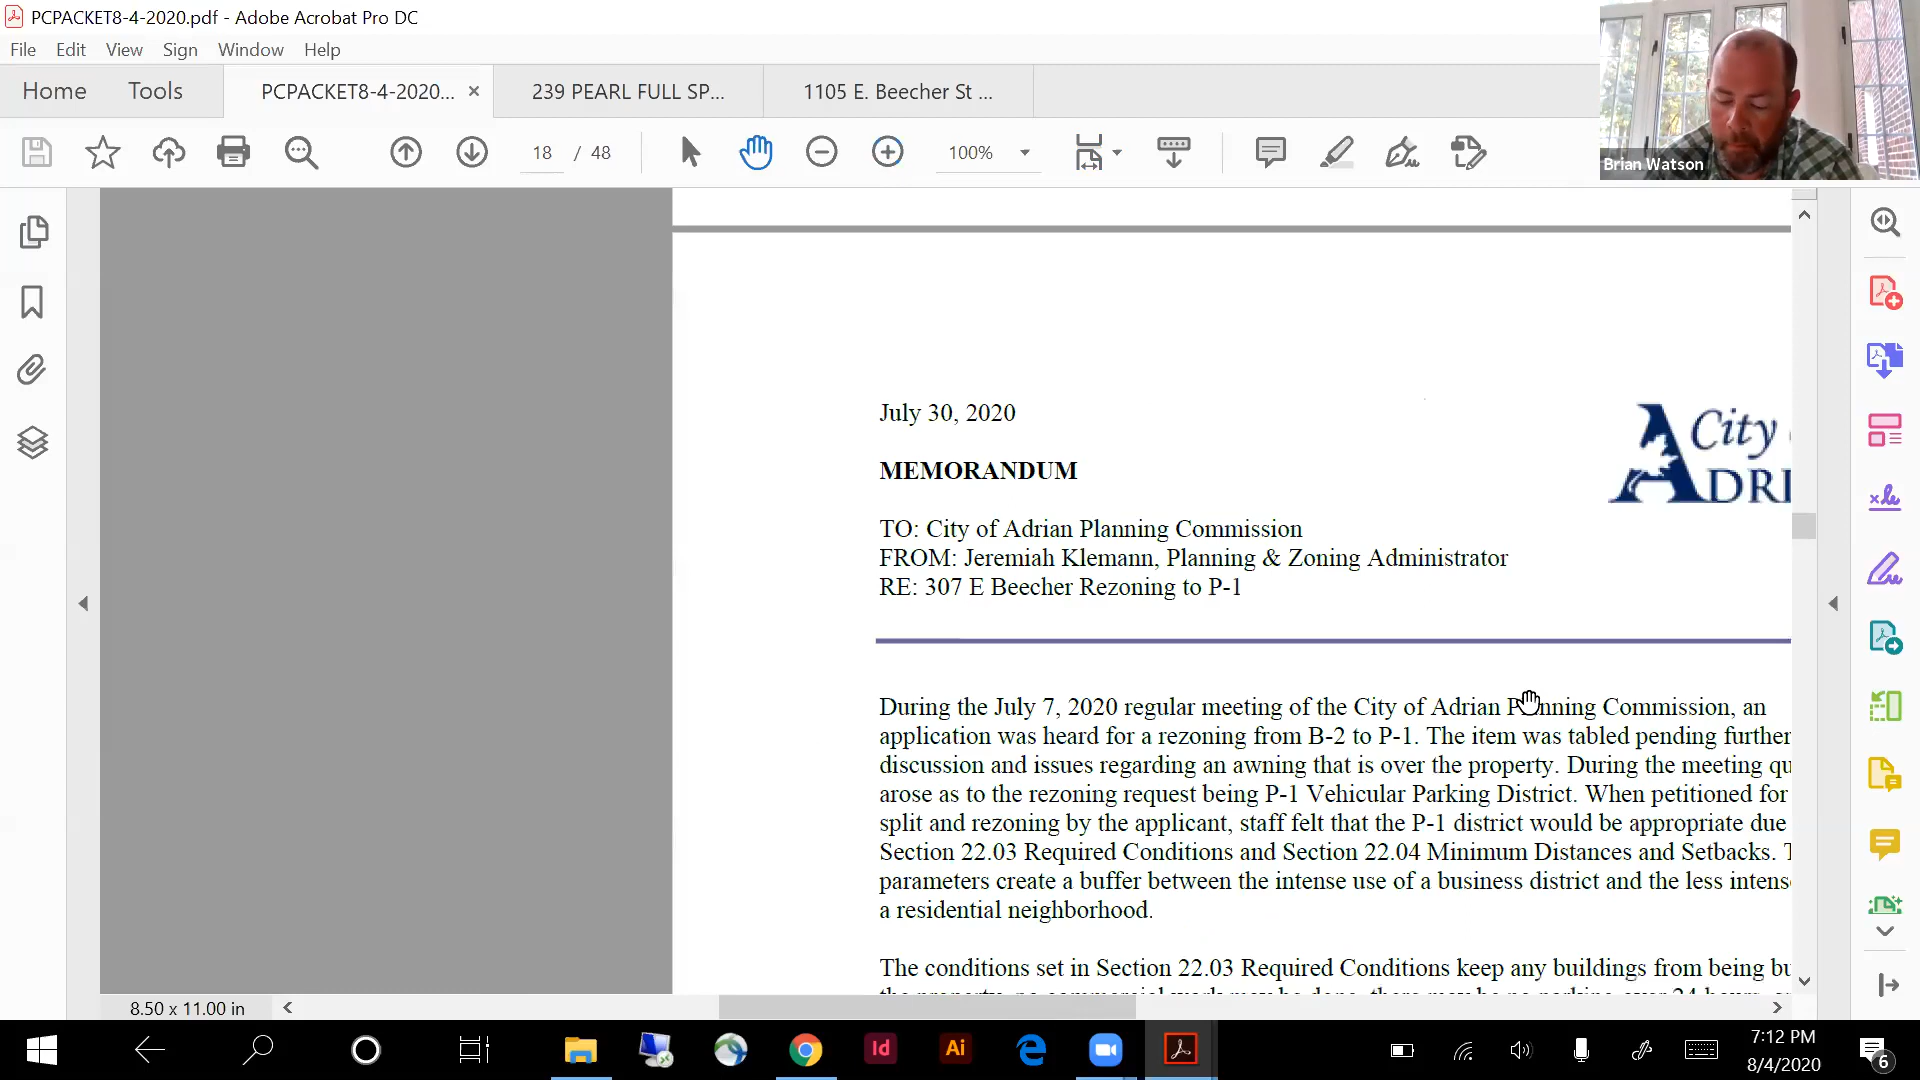 PCPACKET8-4-2020.pdf - Adobe Acrobat Pro DC
File Edit View Sign Window Help
Home Tools PCPACKET8-4-2020... × 239 PEARL FULL SP... 1105 E. Beecher St ...
18 / 48 100%
Brian Watson
July 30, 2020
City
ADRI
MEMORANDUM
TO: City of Adrian Planning Commission
FROM: Jeremiah Klemann, Planning & Zoning Administrator
RE: 307 E Beecher Rezoning to P-1
During the July 7, 2020 regular meeting of the City of Adrian Planning Commission, an
application was heard for a rezoning from B-2 to P-1. The item was tabled pending further
discussion and issues regarding an awning that is over the property. During the meeting qu
arose as to the rezoning request being P-1 Vehicular Parking District. When petitioned for
split and rezoning by the applicant, staff felt that the P-1 district would be appropriate due
Section 22.03 Required Conditions and Section 22.04 Minimum Distances and Setbacks. T
parameters create a buffer between the intense use of a business district and the less intens
a residential neighborhood.
The conditions set in Section 22.03 Required Conditions keep any buildings from being bu
8.50 x 11.00 in
Id Ai
7:12 PM
8/4/2020
6